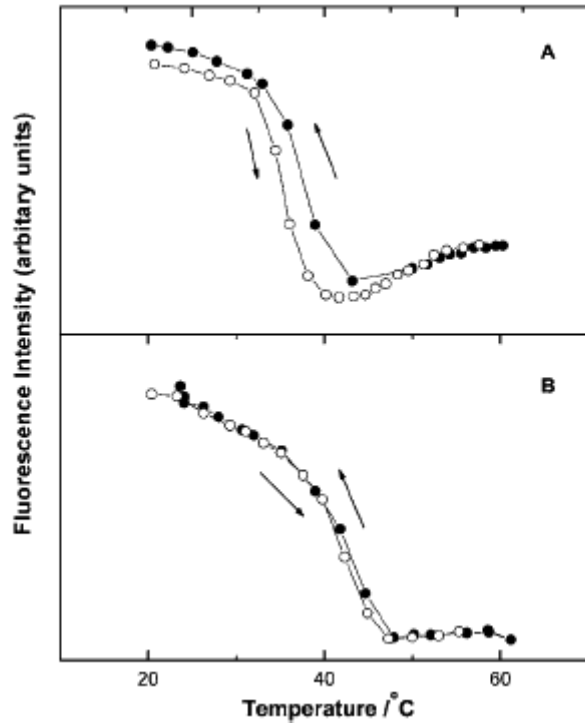 A
B
Fluorescence Intensity (arbitary units)
20
40
60
Temperature /°C